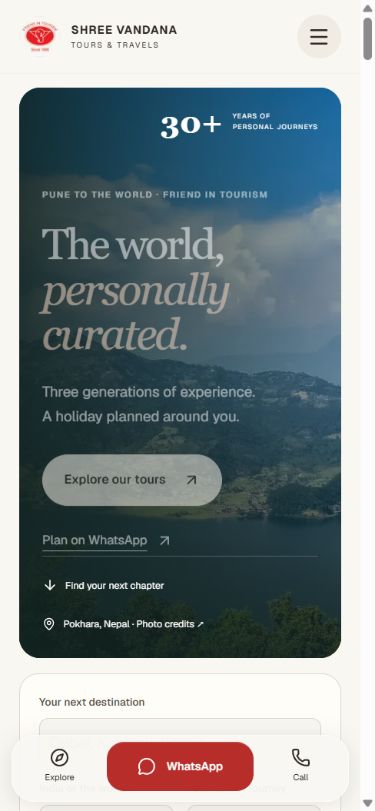 SHREE VANDANA
TOURS & TRAVELS
30+
YEARS OF
PERSONAL JOURNEYS
PUNE TO THE WORLD · FRIEND IN TOURISM
The world,
personally
curated.
Three generations of experience.
A holiday planned around you.
Explore our tours ↗
Plan on WhatsApp ↗
↓ Find your next chapter
Pokhara, Nepal · Photo credits ↗
Your next destination
Explore
WhatsApp
Call